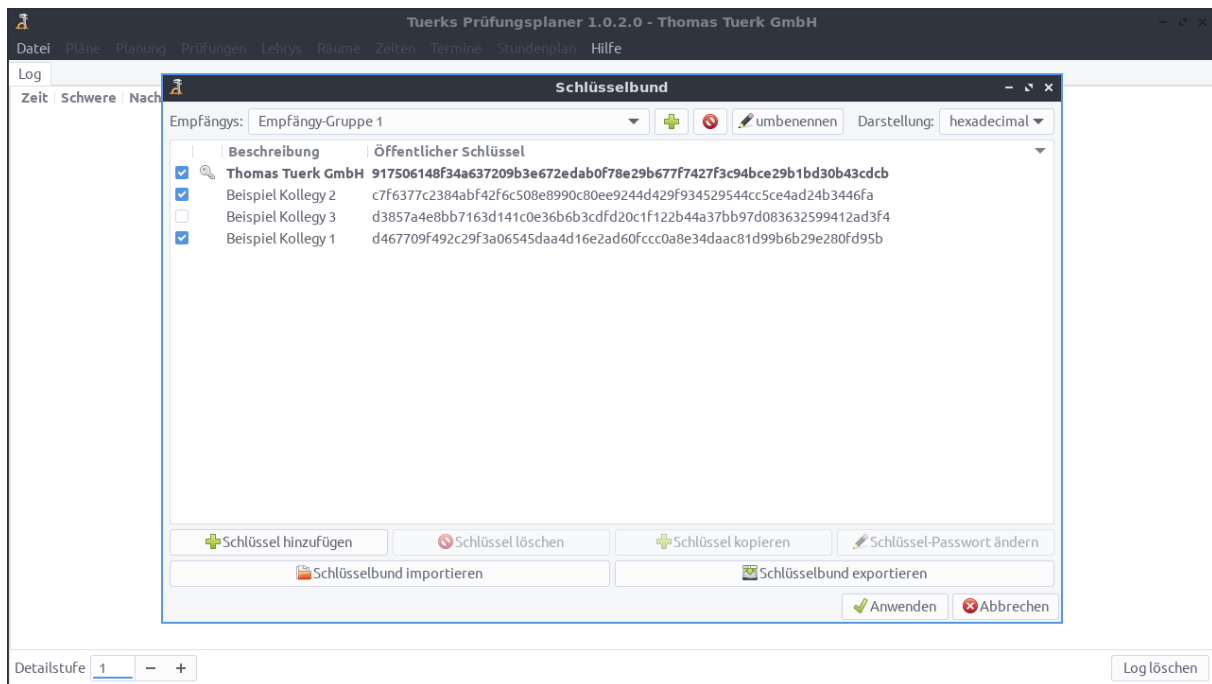 Tuerks Prüfungsplaner 1.0.2.0 - Thomas Tuerk GmbH
Datei Pläne Planung Prüfungen Lehrys Räume Zeiten Termine Stundenplan Hilfe
Log
Zeit Schwere Nach
Schlüsselbund
Empfängys: Empfängy-Gruppe 1 umbenennen Darstellung: hexadecimal
Beschreibung Öffentlicher Schlüssel
Thomas Tuerk GmbH 917506148f34a637209b3e672edab0f78e29b677f7427f3c94bce29b1bd30b43cdcb
Beispiel Kollegy 2 c7f6377c2384abf42f6c508e8990c80ee9244d429f934529544cc5ce4ad24b3446fa
Beispiel Kollegy 3 d3857a4e8bb7163d141c0e36b6b3cdfd20c1f122b44a37bb97d083632599412ad3f4
Beispiel Kollegy 1 d467709f492c29f3a06545daa4d16e2ad60fccc0a8e34daac81d99b6b29e280fd95b
Schlüssel hinzufügen Schlüssel löschen Schlüssel kopieren Schlüssel-Passwort ändern
Schlüsselbund importieren Schlüsselbund exportieren
Anwenden Abbrechen
Detailstufe 1 Log löschen